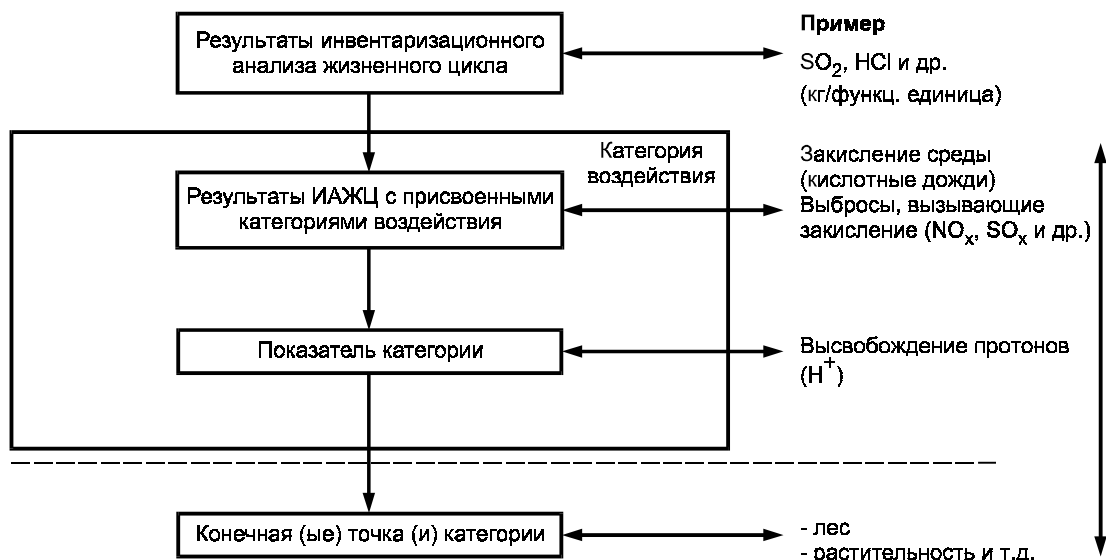 Результаты инвентаризационного
анализа жизненного цикла
Пример
SO2, HCl и др.
(кг/функц. единица)
Категория
воздействия
Результаты ИАЖЦ с присвоенными
категориями воздействия
Закисление среды
(кислотные дожди)
Выбросы, вызывающие
закисление (NOx, SOx и др.)
Показатель категории
Высвобождение протонов
(H+)
Конечная (ые) точка (и) категории
- лес
- растительность и т.д.